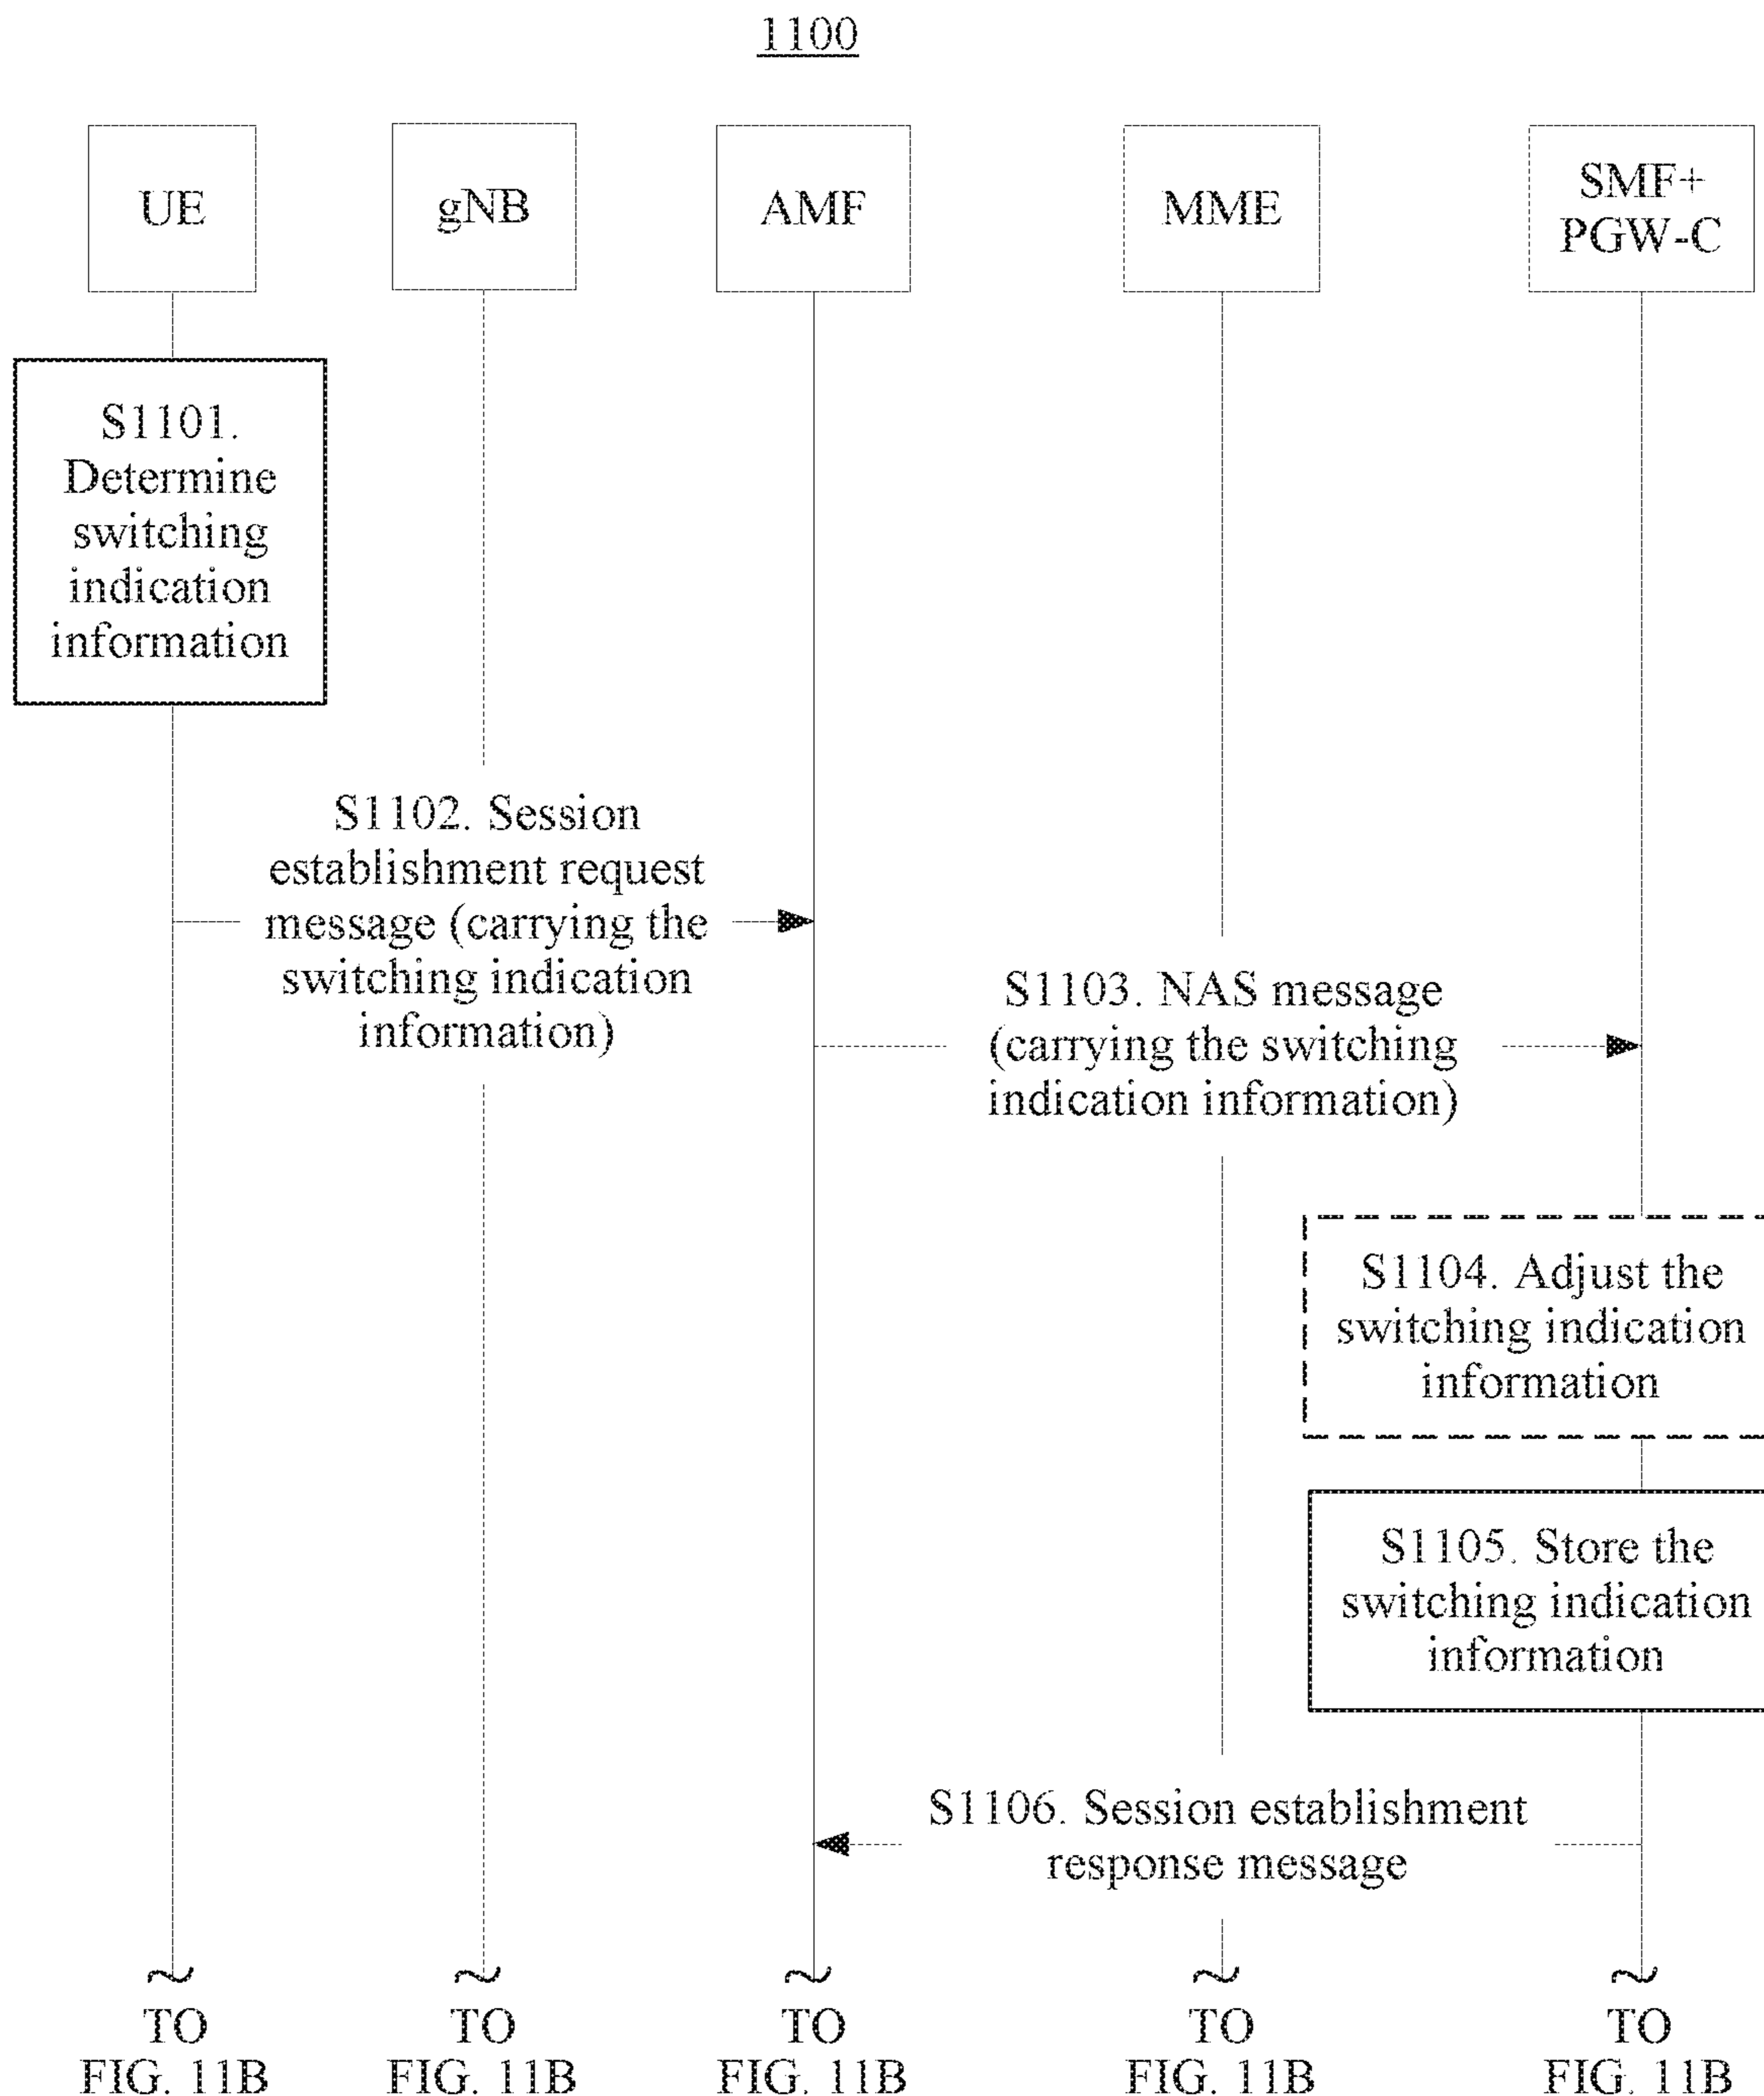 1100
UE
gNB
AMF
MME
SMF+
PGW-C
S1101.
Determine
switching
indication
information
S1102. Session
establishment request
message (carrying the
switching indication
information)
S1103. NAS message
(carrying the switching
indication information)
S1104. Adjust the
switching indication
information
S1105. Store the
switching indication
information
S1106. Session establishment
response message
TO
FIG. 11B
TO
FIG. 11B
TO
FIG. 11B
TO
FIG. 11B
TO
FIG. 11B